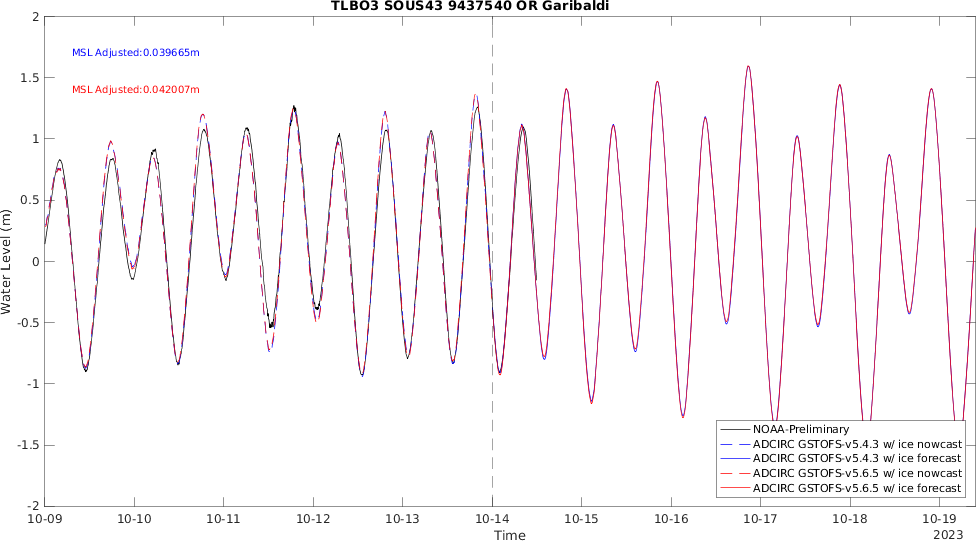 TLBO3 SOUS43 9437540 OR Garibaldi
MSL Adjusted:0.039665m
MSL Adjusted:0.042007m
Water Level (m)
2
1.5
1
0.5
0
-0.5
-1
-1.5
-2
NOAA-Preliminary
ADCIRC GSTOFS-v5.4.3 w/ ice nowcast
ADCIRC GSTOFS-v5.4.3 w/ ice forecast
ADCIRC GSTOFS-v5.6.5 w/ ice nowcast
ADCIRC GSTOFS-v5.6.5 w/ ice forecast
10-09 10-10 10-11 10-12 10-13 10-14 10-15 10-16 10-17 10-18 10-19
Time
2023